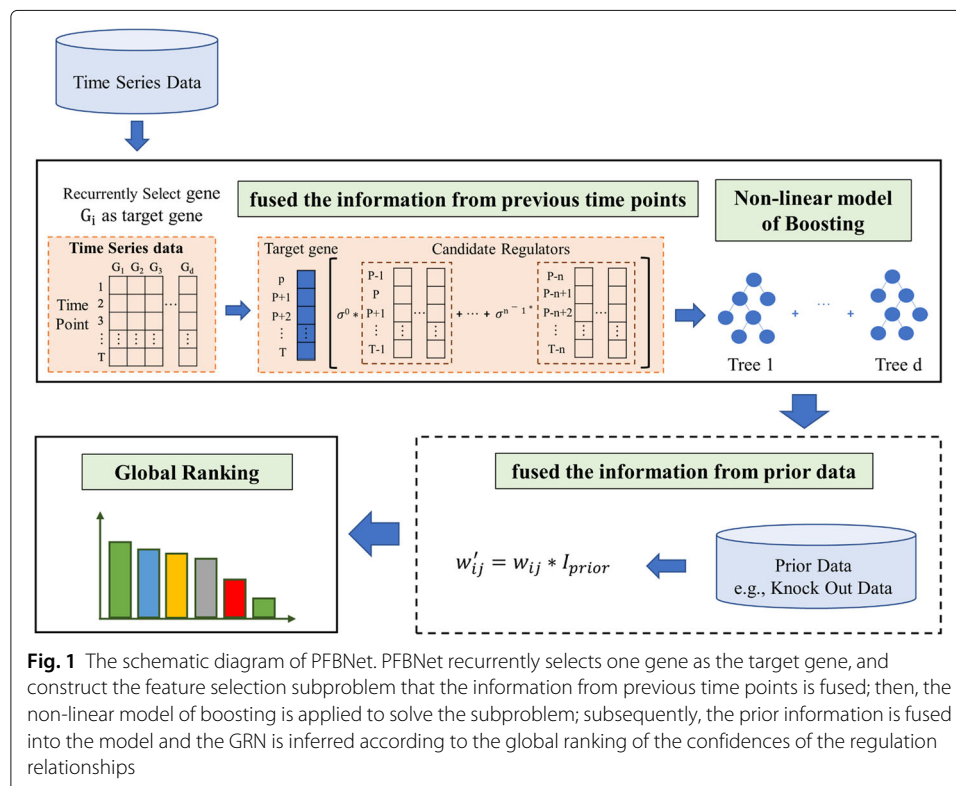 Time Series Data
Recurrently Select gene
G_i as target gene
fused the information from previous time points
Non-linear model
of Boosting
Time Series data
G₁ G₂ G₃ G_d
1
2
3
⋮
T
Time
Point
...
Target gene
p
P+1
P+2
⋮
T
Candidate Regulators
σ⁰ *
P-1
P
P+1
⋮
T-1
...
+ ⋯ + σⁿ⁻¹*
P-n
P-n+1
P-n+2
⋮
T-n
...
+ ... +
Tree 1
Tree d
Global Ranking
fused the information from prior data
w'_ij = w_ij * I_prior
Prior Data
e.g., Knock Out Data
Fig. 1 The schematic diagram of PFBNet. PFBNet recurrently selects one gene as the target gene, and
construct the feature selection subproblem that the information from previous time points is fused; then, the
non-linear model of boosting is applied to solve the subproblem; subsequently, the prior information is fused
into the model and the GRN is inferred according to the global ranking of the confidences of the regulation
relationships